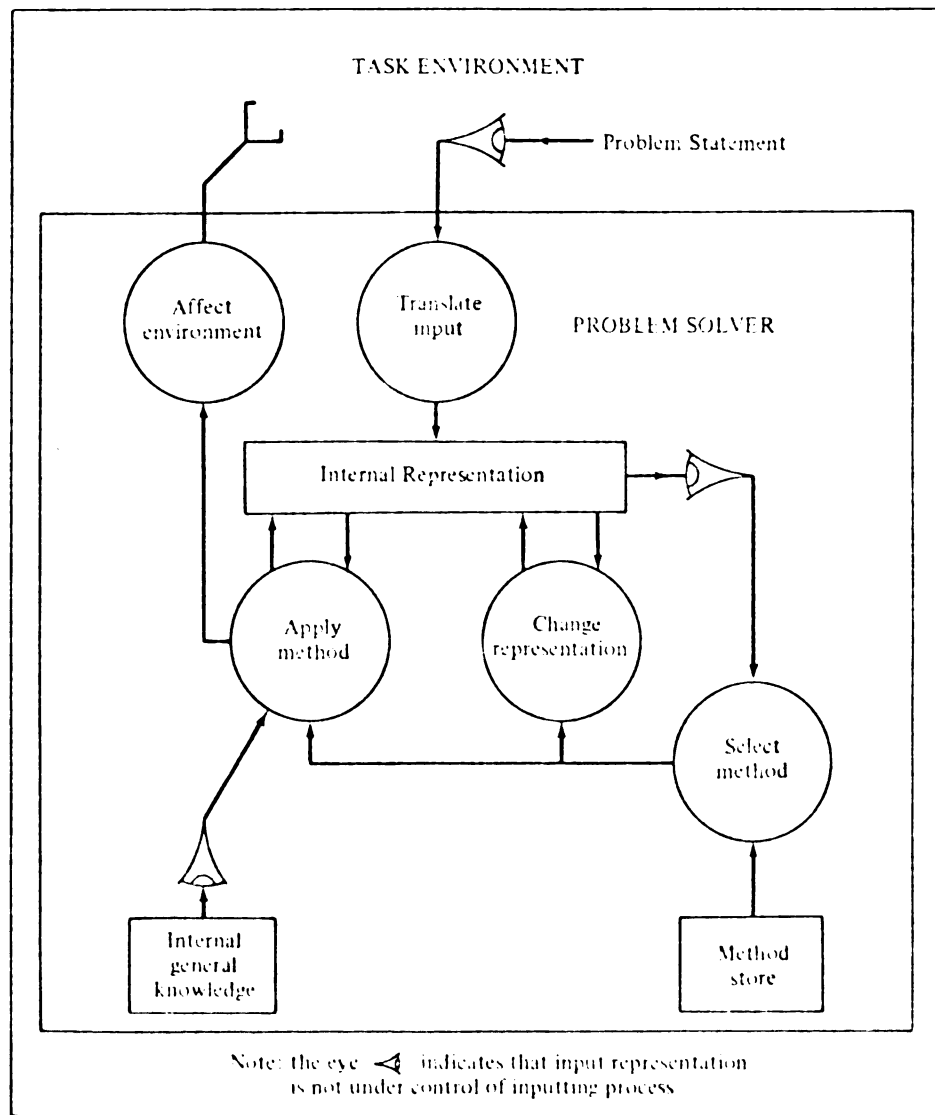 TASK ENVIRONMENT
Problem Statement
Affect
environment
Translate
input
PROBLEM SOLVER
Internal Representation
Apply
method
Change
representation
Select
method
Internal
general
knowledge
Method
store
Note: the eye indicates that input representation
is not under control of inputting process